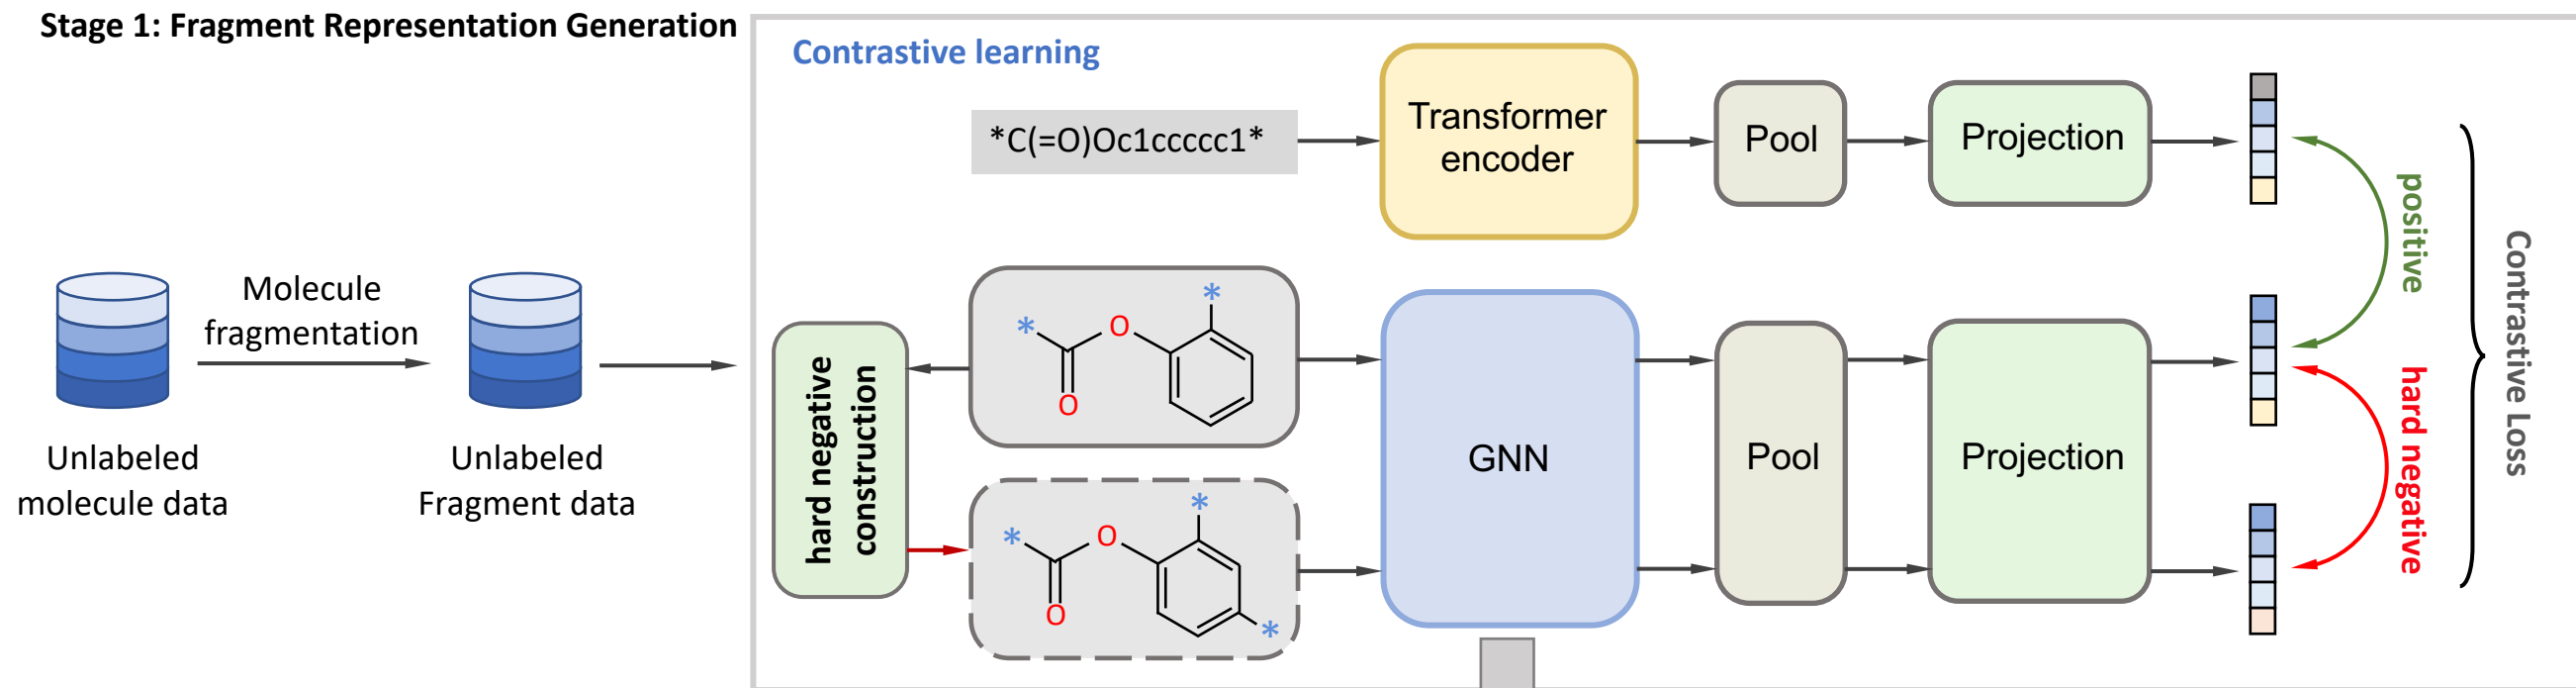 Stage 1: Fragment Representation Generation
Contrastive learning
*C(=O)Oc1ccccc1*
Transformer
encoder
Pool
Projection
positive
Molecule
fragmentation
Unlabeled
molecule data
Unlabeled
Fragment data
hard negative
construction
*
O
*
O
*
O
*
O
*
GNN
Pool
Projection
hard negative
Contrastive Loss